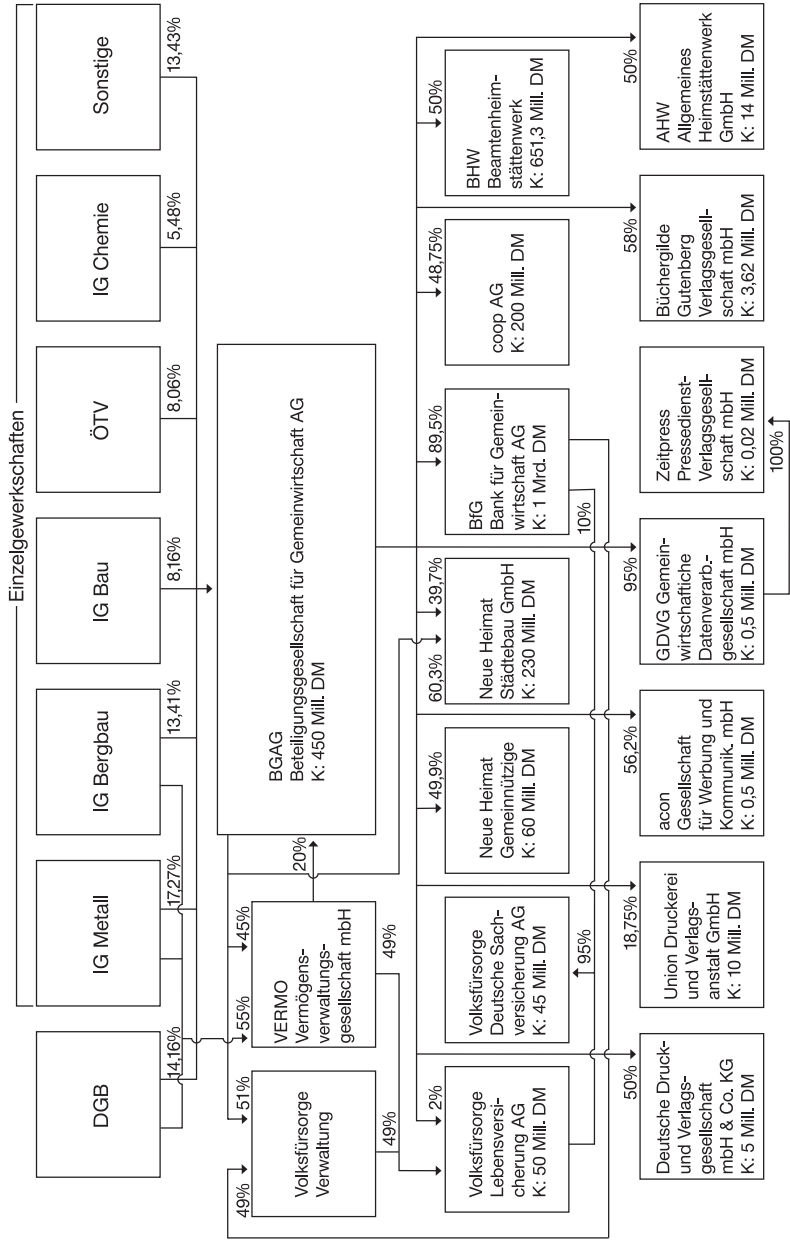 Einzelgewerkschaften
DGB
IG Metall
IG Bergbau
IG Bau
ÖTV
IG Chemie
Sonstige
14,16%
17,27%
13,41%
8,16%
8,06%
5,48%
13,43%
BGAG
Beteiligungsgesellschaft für Gemeinwirtschaft AG
K: 450 Mill. DM
49%
51%
55%
45%
20%
Volksfürsorge
Verwaltung
VERMO
Vermögens-
verwaltungs-
gesellschaft mbH
49%
49%
2%
49,9%
60,3%
39,7%
89,5%
48,75%
50%
Volksfürsorge
Lebensversi-
cherung AG
K: 50 Mill. DM
Volksfürsorge
Deutsche Sach-
versicherung AG
K: 45 Mill. DM
Neue Heimat
Gemeinnützige
K: 60 Mill. DM
Neue Heimat
Städtebau GmbH
K: 230 Mill. DM
BfG
Bank für Gemein-
wirtschaft AG
K: 1 Mrd. DM
coop AG
K: 200 Mill. DM
BHW
Beamtenheim-
stättenwerk
K: 651,3 Mill. DM
95%
10%
50%
18,75%
56,2%
95%
58%
50%
Deutsche Druck-
und Verlags-
gesellschaft
mbH & Co. KG
K: 5 Mill. DM
Union Druckerei
und Verlags-
anstalt GmbH
K: 10 Mill. DM
acon
Gesellschaft
für Werbung und
Kommunik. mbH
K: 0,5 Mill. DM
GDVG Gemein-
wirtschaftiche
Datenverarb.-
gesellschaft mbH
K: 0,5 Mill. DM
Zeitpress
Pressedienst-
Verlagsgesell-
schaft mbH
K: 0,02 Mill. DM
Büchergilde
Gutenberg
Verlagsgesell-
schaft mbH
K: 3,62 Mill. DM
AHW
Allgemeines
Heimstättenwerk
GmbH
K: 14 Mill. DM
100%